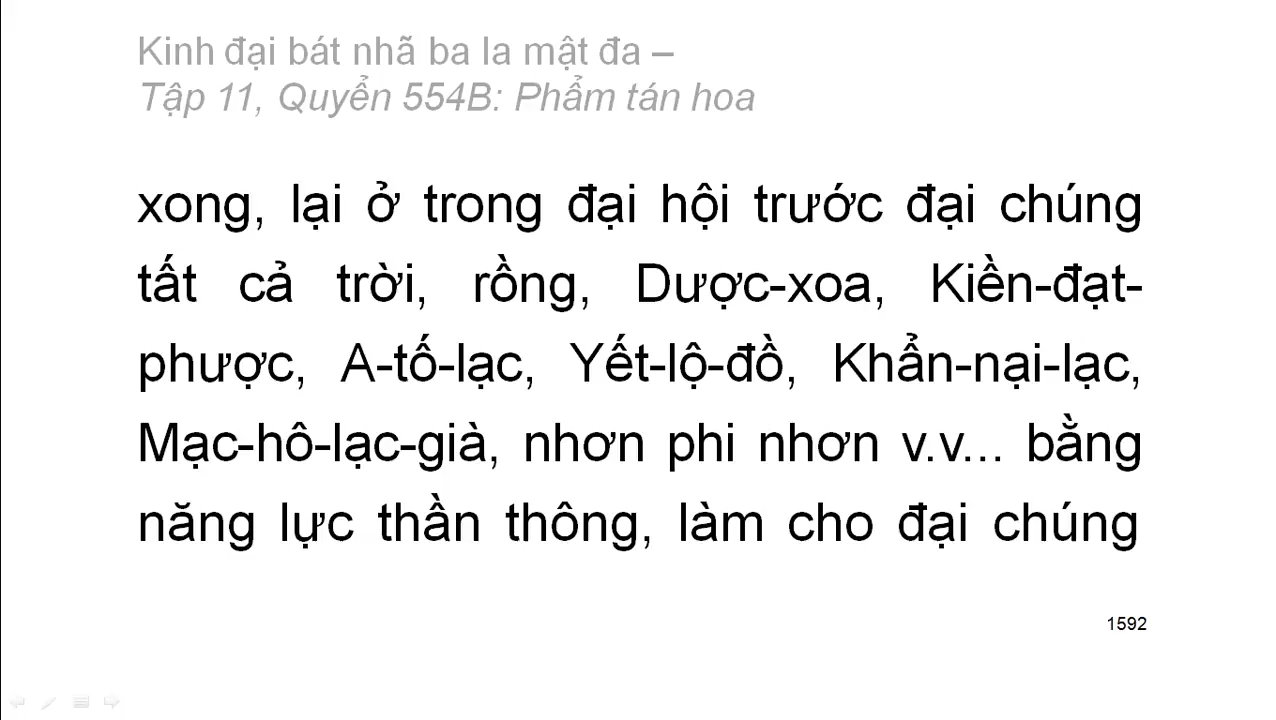 Kinh đại bát nhã ba la mật đa –
Tập 11, Quyển 554B: Phẩm tán hoa
xong, lại ở trong đại hội trước đại chúng
tất cả trời, rồng, Dược-xoa, Kiền-đạt-
phược, A-tố-lạc, Yết-lộ-đồ, Khẩn-nại-lạc,
Mạc-hô-lạc-già, nhơn phi nhơn v.v... bằng
năng lực thần thông, làm cho đại chúng
1592